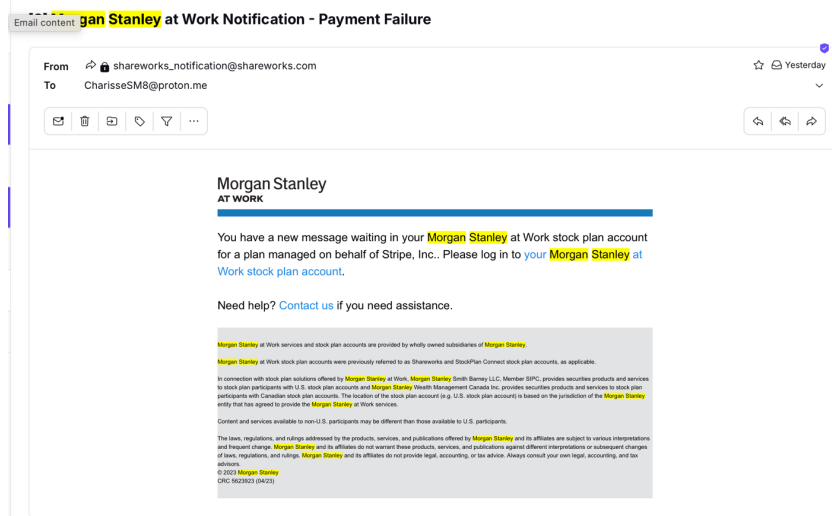 gan Stanley at Work Notification - Payment Failure
Email content
From shareworks_notification@shareworks.com
Yesterday
To CharisseSM8@proton.me
Morgan Stanley
AT WORK
You have a new message waiting in your Morgan Stanley at Work stock plan account
for a plan managed on behalf of Stripe, Inc.. Please log in to your Morgan Stanley at
Work stock plan account.
Need help? Contact us if you need assistance.
Morgan Stanley at Work services and stock plan accounts are provided by wholly owned subsidiaries of Morgan Stanley.
Morgan Stanley at Work stock plan accounts were previously referred to as Shareworks and StockPlan Connect stock plan accounts, as applicable.
In connection with stock plan solutions offered by Morgan Stanley at Work, Morgan Stanley Smith Barney LLC, Member SIPC, provides securities products and services
to stock plan participants with U.S. stock plan accounts and Morgan Stanley Wealth Management Canada Inc. provides securities products and services to stock plan
participants with Canadian stock plan accounts. The location of the stock plan account (e.g. U.S. stock plan account) is based on the jurisdiction of the Morgan Stanley
entity that has agreed to provide the Morgan Stanley at Work services.
Content and services available to non-U.S. participants may be different than those available to U.S. participants.
The laws, regulations, and rulings addressed by the products, services, and publications offered by Morgan Stanley and its affiliates are subject to various interpretations
and frequent change. Morgan Stanley and its affiliates do not warrant these products, services, and publications against different interpretations or subsequent changes
of laws, regulations, and rulings. Morgan Stanley and its affiliates do not provide legal, accounting, or tax advice. Always consult your own legal, accounting, and tax
advisors.
© 2023 Morgan Stanley
CRC 5623923 (04/23)